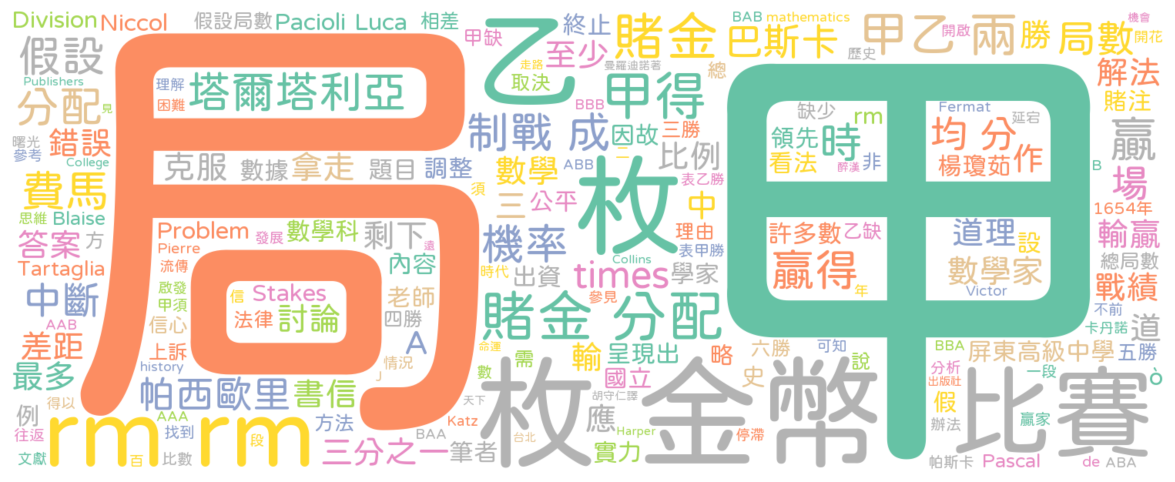 Division Niccol 假設局數 Pacioli Luca 相差 甲缺 終止 至少 乙 賭金 BAB mathematics 巴斯卡 甲乙兩 開啟 勝 局數 機會 開花
假設 Publishers 理解 困難 塔爾塔利亞 走路 取決 曼羅迪諾著 總 歷史 解法
分配 見 局 BBB 甲得 甲 缺少 rm Fermat 延宕 賭注
曙光 錯誤 參考 College 制戰 成 因故 三勝 領先 時 均分 贏
克服 數據 拿走 題目 調整 ABB 二 比例 看法 非 楊瓊茹 作 B
費馬 數學 枚 表乙勝 場
思維 Blaise 須 三 公平 中 1654年
答案 方 Problem 發展 數學科 剩下 機率 理由 許多數 乙缺 道理 設 輸贏
Tartaglia Pierre 流傳 遠 內容 時代 出資 表甲勝 Collins 贏得 數學家 總局數
中斷 啟發 甲須 信 Stakes 老師 times 學家 年 Victor 戰績
AAB 信心 法律 討論 四勝 參見 賭金 分配 不前 卡丹諾 道
差距 上訴 history 情況 A J 命運 需 輸 呈現出 略 六勝 可知 說 BBA 屏東高級中學 五勝 ò
最多 帕西歐里 書信 數 國立 史 分析 出版社 一段
例 得以 AAA 找到 方法 天下 枚金幣 胡守仁譯 應 假 辦法 比賽 贏家
往返 rm rm 段 BAA Katz 台北 Harper 停滯
文獻 百 比數 三分之一 筆者 醉漢 實力 帕斯卡 Pascal de ABA